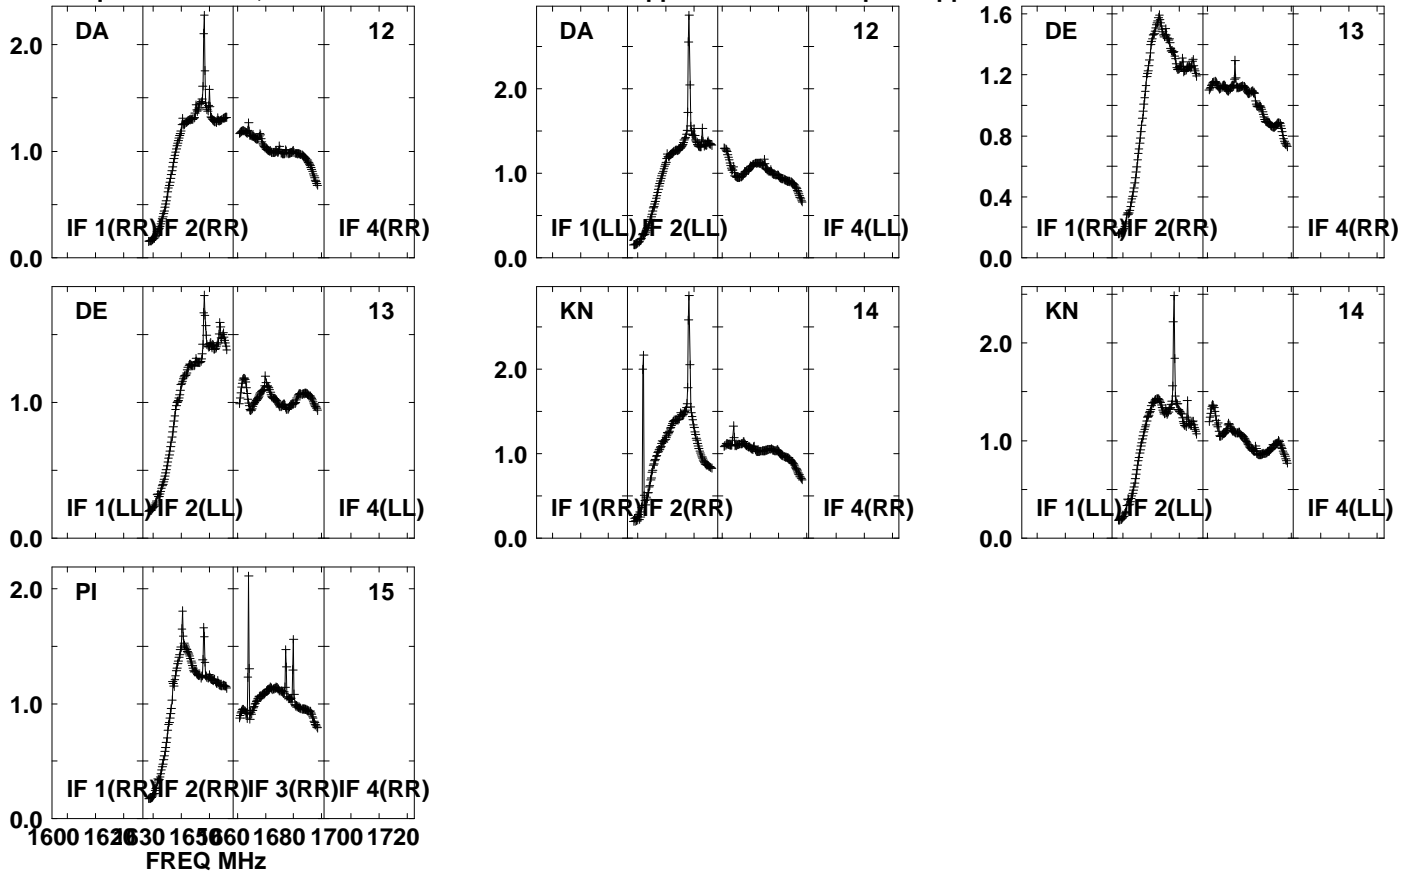 DA 12
2.0
1.0
0.0
IF 1(RR) IF 2(RR) IF 4(RR)
DA 12
2.0
1.0
0.0
IF 1(LL) IF 2(LL) IF 4(LL)
DE 13
1.6
1.2
0.8
0.4
0.0
IF 1(RR) IF 2(RR) IF 4(RR)
DE 13
1.0
IF 1(LL) IF 2(LL) IF 4(LL)
KN 14
2.0
1.0
0.0
IF 1(RR) IF 2(RR) IF 4(RR)
KN 14
2.0
1.0
0.0
IF 1(LL) IF 2(LL) IF 4(LL)
PI 15
2.0
1.0
0.0
IF 1(RR) IF 2(RR) IF 3(RR) IF 4(RR)
1600 1620 1630 1650 1660 1680 1700 1720
FREQ MHz